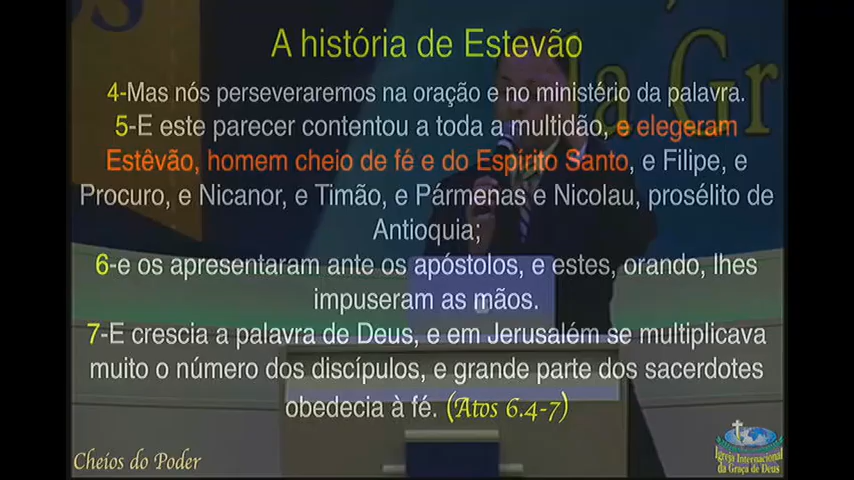 A história de Estevão
4-Mas nós perseveraremos na oração e no ministério da palavra.
5-E este parecer contentou a toda a multidão, e elegeram
Estêvão, homem cheio de fé e do Espírito Santo, e Filipe, e
Procuro, e Nicanor, e Timão, e Pármenas e Nicolau, prosélito de
Antioquia;
6-e os apresentaram ante os apóstolos, e estes, orando, lhes
impuseram as mãos.
7-E crescia a palavra de Deus, e em Jerusalém se multiplicava
muito o número dos discípulos, e grande parte dos sacerdotes
obedecia à fé. (Atos 6.4-7)
Cheios do Poder
Igreja Internacional
da Graça de Deus
da Gr